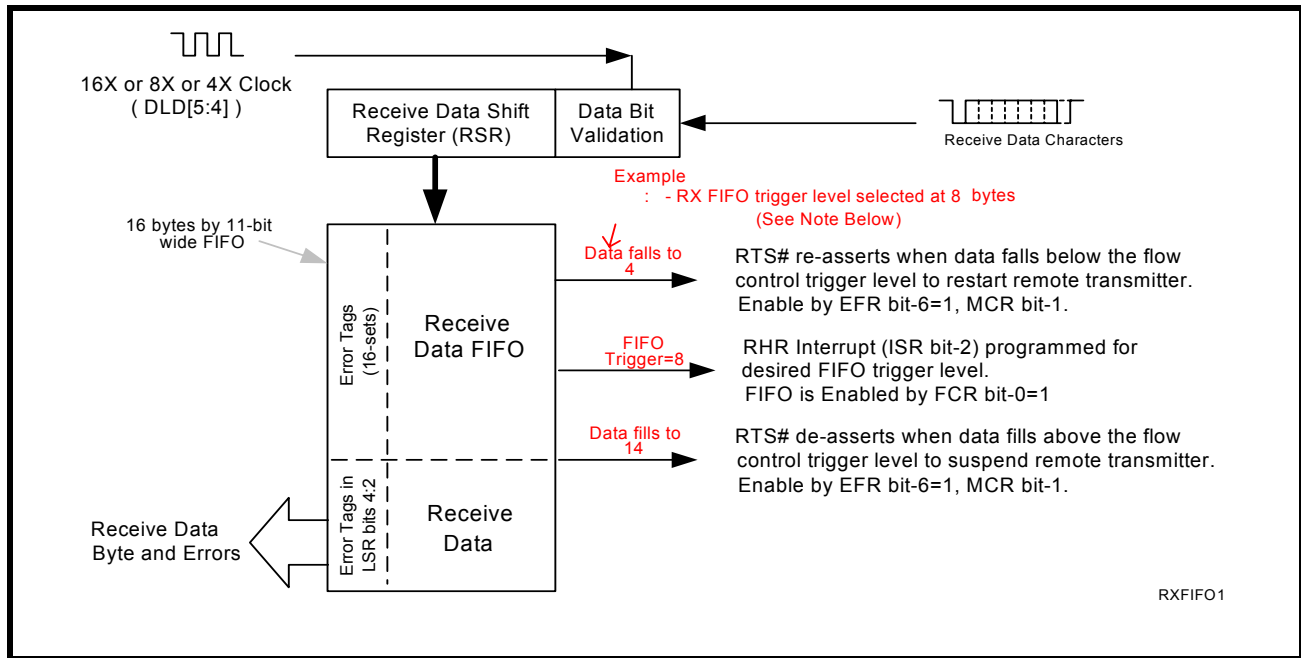 16X or 8X or 4X Clock
( DLD[5:4] )
Receive Data Shift
Register (RSR)
Data Bit
Validation
Receive Data Characters
Example
: - RX FIFO trigger level selected at 8 bytes
(See Note Below)
16 bytes by 11-bit
wide FIFO
Data falls to
4
RTS# re-asserts when data falls below the flow
control trigger level to restart remote transmitter.
Enable by EFR bit-6=1, MCR bit-1.
Error Tags
(16-sets)
Receive
Data FIFO
FIFO
Trigger=8
RHR Interrupt (ISR bit-2) programmed for
desired FIFO trigger level.
FIFO is Enabled by FCR bit-0=1
Data fills to
14
RTS# de-asserts when data fills above the flow
control trigger level to suspend remote transmitter.
Enable by EFR bit-6=1, MCR bit-1.
Error Tags in
LSR bits 4:2
Receive
Data
Receive Data
Byte and Errors
RXFIFO1